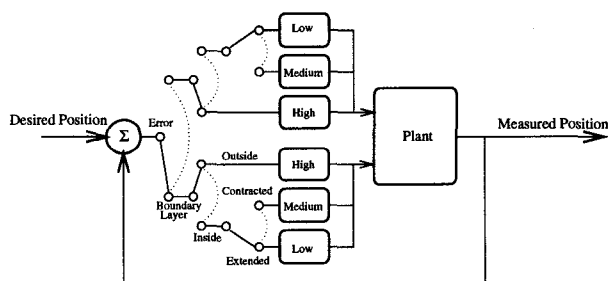 Low
Medium
High
Desired Position
Error
Σ
Plant
Measured Position
Outside
High
Boundary
Layer
Contracted
Medium
Inside
Extended
Low